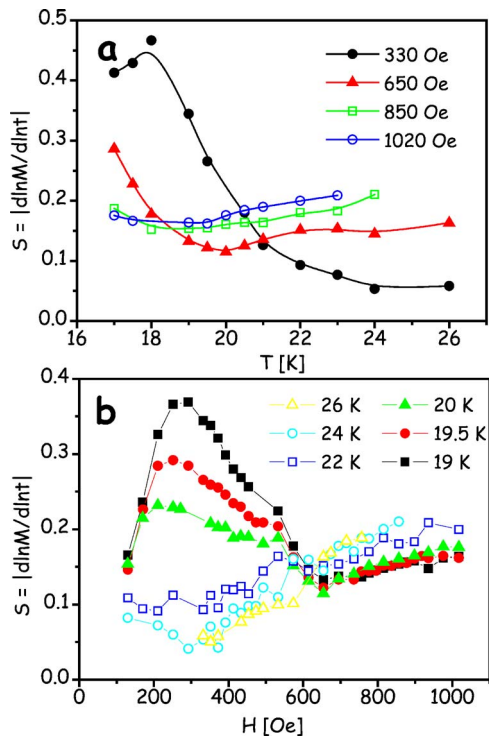 0.5
a
330 Oe
650 Oe
850 Oe
1020 Oe
0.4
0.3
0.2
0.1
0.0
S = |dlnM/dlnt|
16 18 20 22 24 26
T [K]
b
0.4
26 K 20 K
24 K 19.5 K
22 K 19 K
0.3
0.2
0.1
0.0
S = |dlnM/dlnt|
0 200 400 600 800 1000
H [Oe]